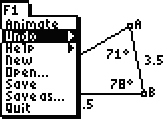 F1
Animate
Undo
Help
New
Open...
Save
Save as...
Quit
A
71°
3.5
78°
B
.5